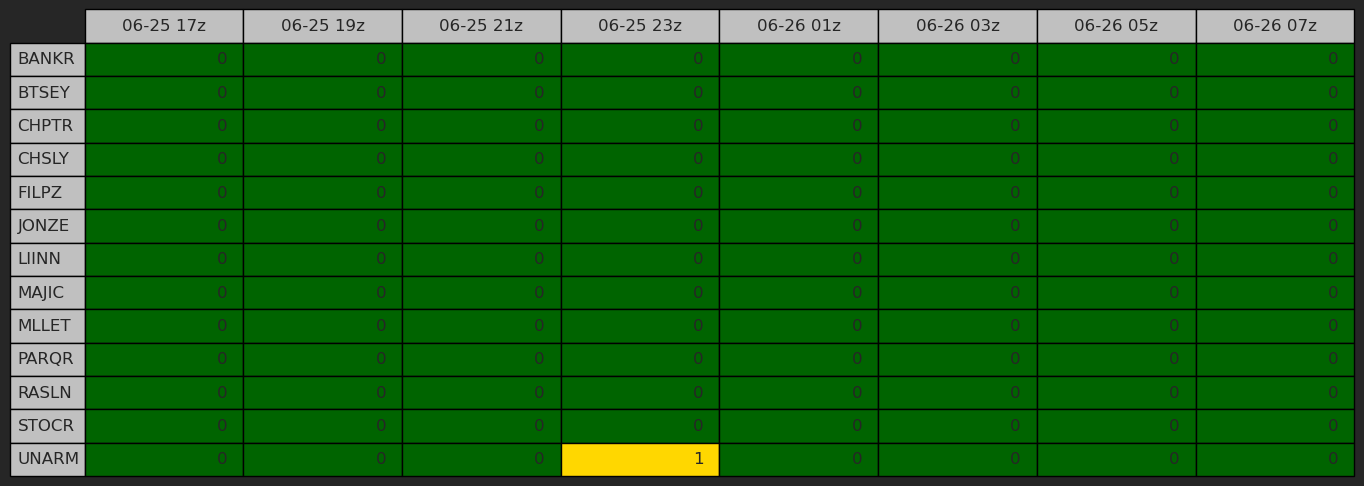 06-25 17z 06-25 19z 06-25 21z 06-25 23z 06-26 01z 06-26 03z 06-26 05z 06-26 07z
BANKR 0 0 0 0 0 0 0 0
BTSEY 0 0 0 0 0 0 0 0
CHPTR 0 0 0 0 0 0 0 0
CHSLY 0 0 0 0 0 0 0 0
FILPZ 0 0 0 0 0 0 0 0
JONZE 0 0 0 0 0 0 0 0
LIINN 0 0 0 0 0 0 0 0
MAJIC 0 0 0 0 0 0 0 0
MLLET 0 0 0 0 0 0 0 0
PARQR 0 0 0 0 0 0 0 0
RASLN 0 0 0 0 0 0 0 0
STOCR 0 0 0 0 0 0 0 0
UNARM 0 0 0 1 0 0 0 0